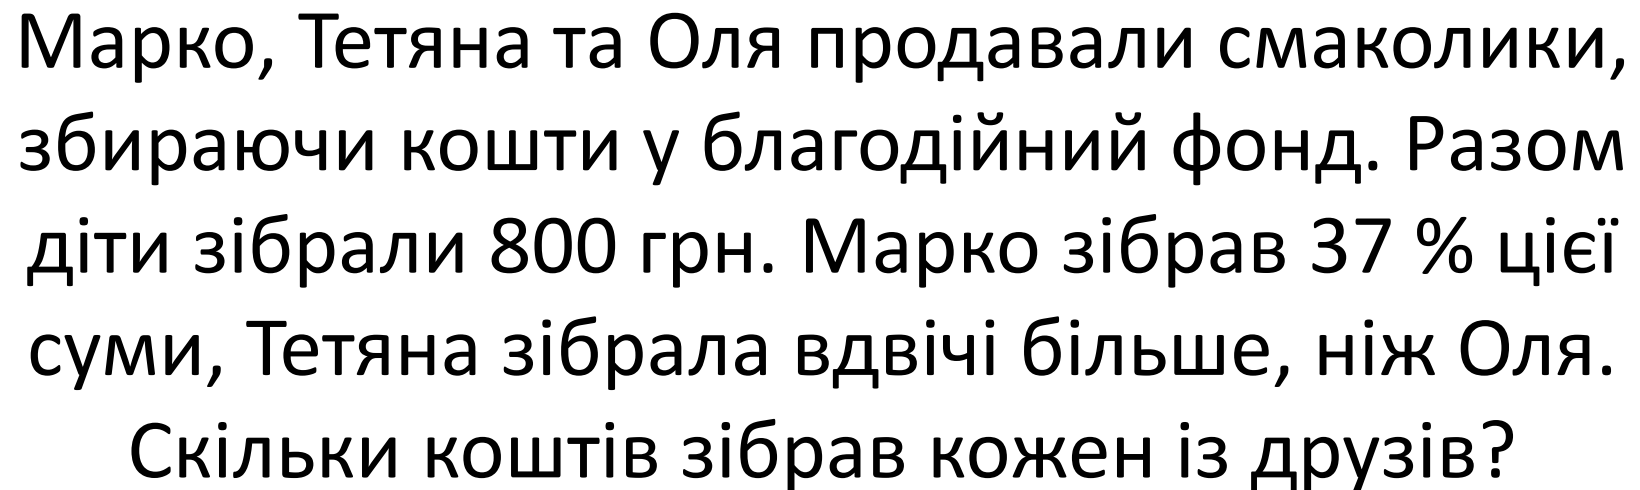 Марко, Тетяна та Оля продавали смаколики,
збираючи кошти у благодійний фонд. Разом
діти зібрали 800 грн. Марко зібрав 37 % цієї
суми, Тетяна зібрала вдвічі більше, ніж Оля.
Скільки коштів зібрав кожен із друзів?